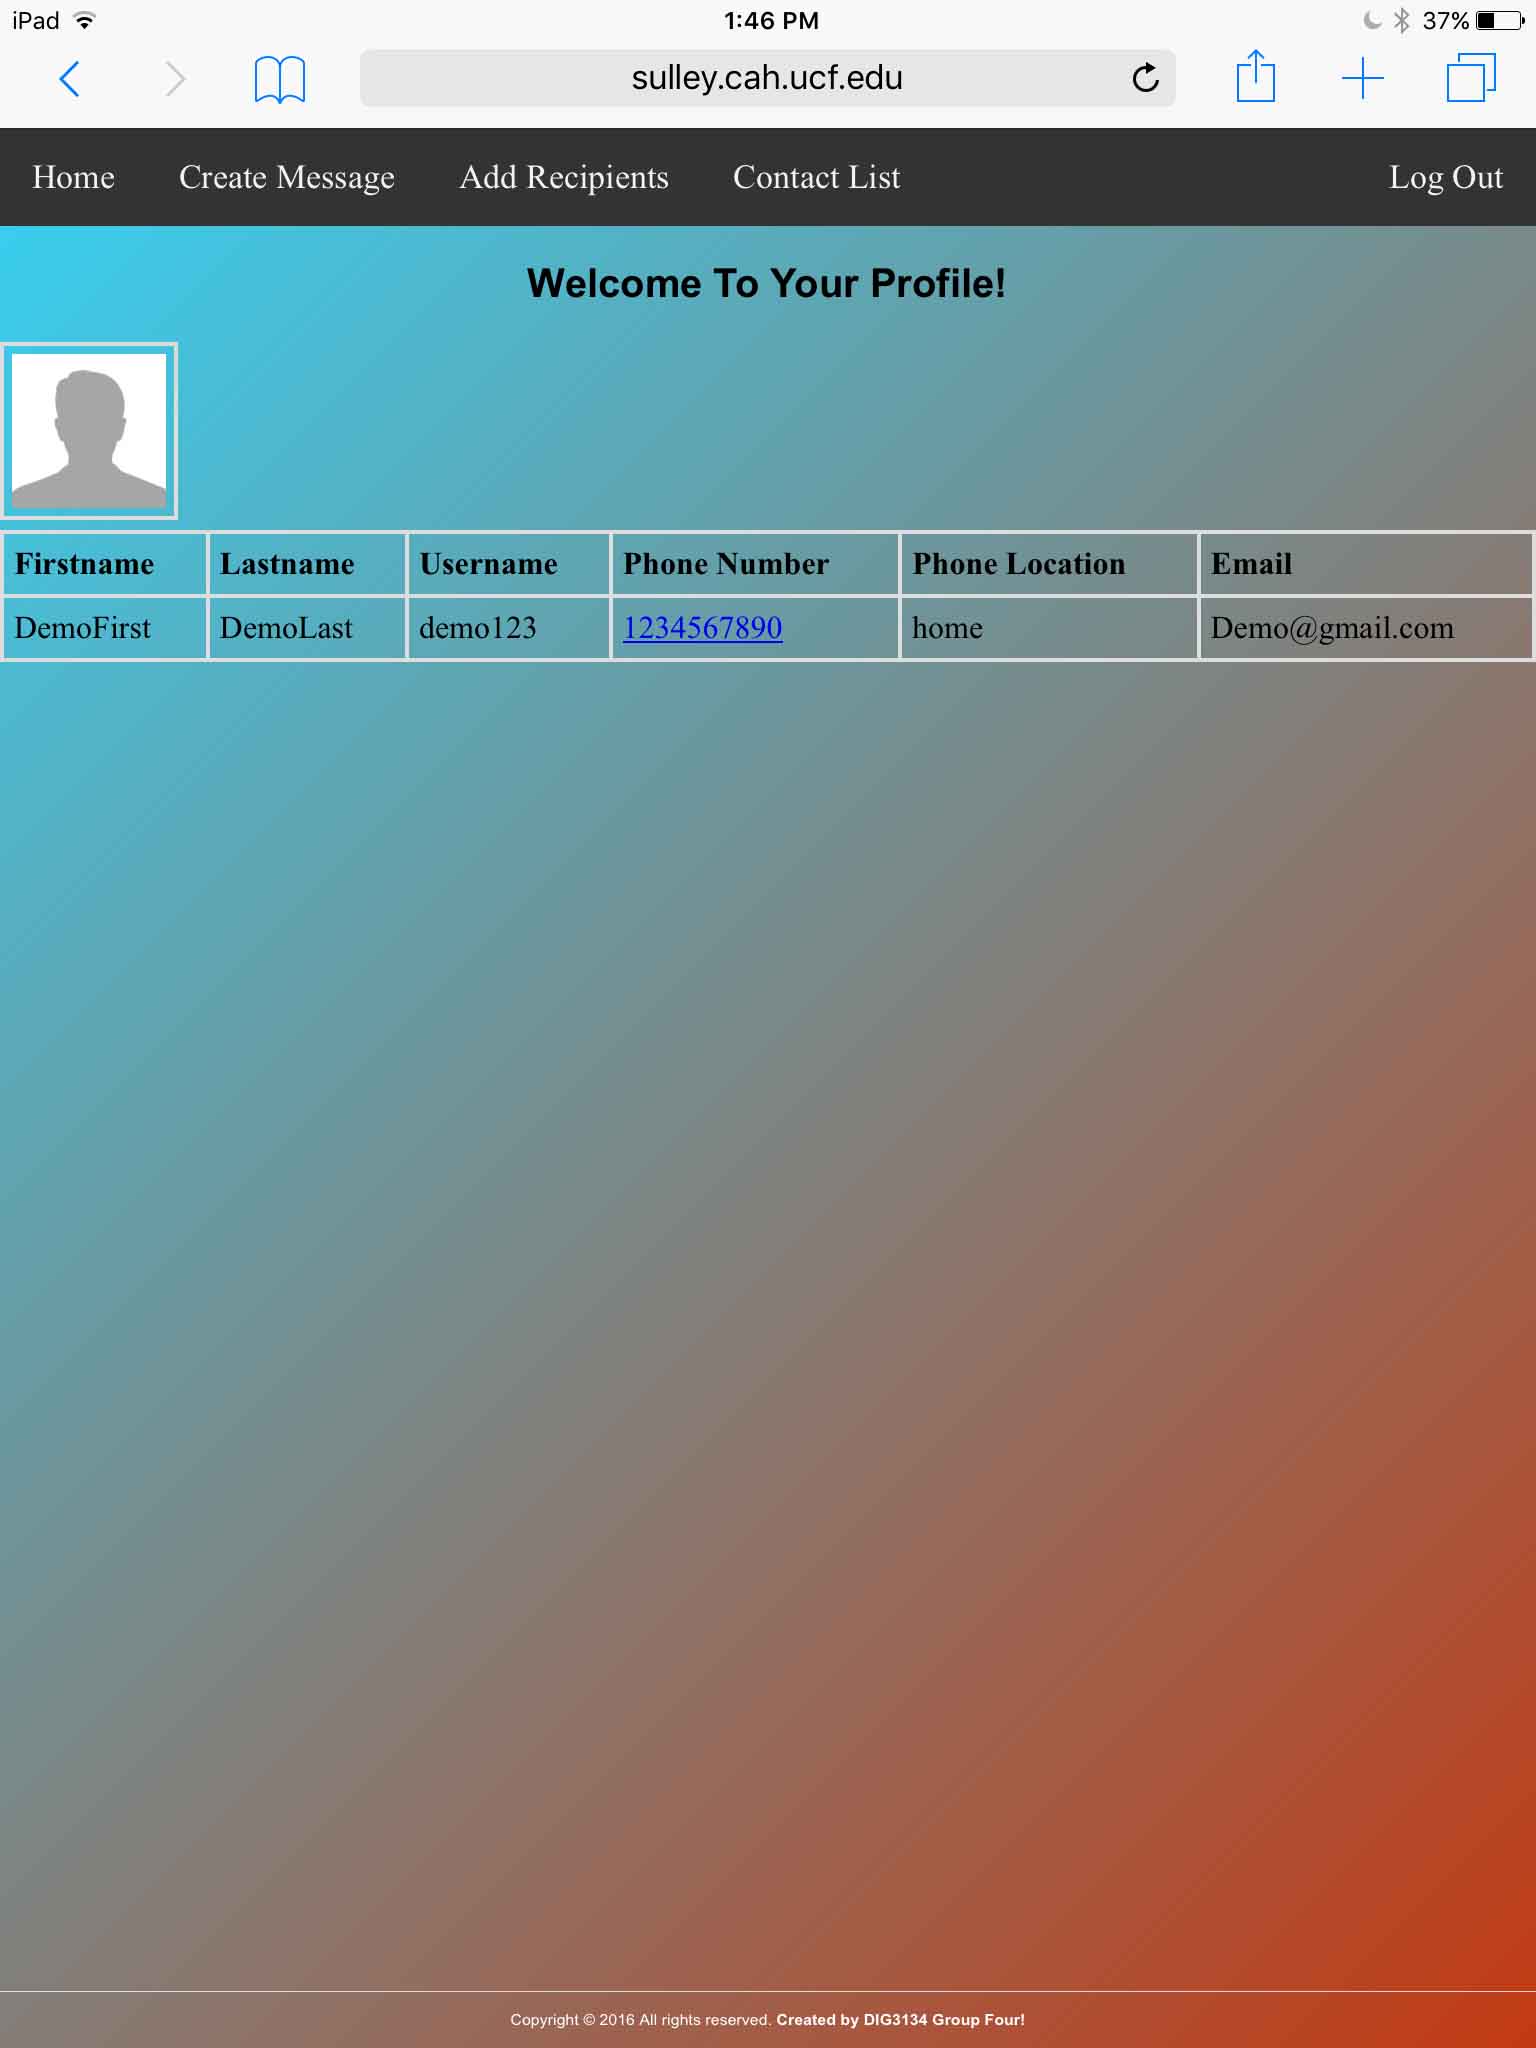 iPad 1:46 PM 37%
sulley.cah.ucf.edu
Home Create Message Add Recipients Contact List Log Out
Welcome To Your Profile!
Firstname Lastname Username Phone Number Phone Location Email
DemoFirst DemoLast demo123 1234567890 home Demo@gmail.com
Copyright © 2016 All rights reserved. Created by DIG3134 Group Four!